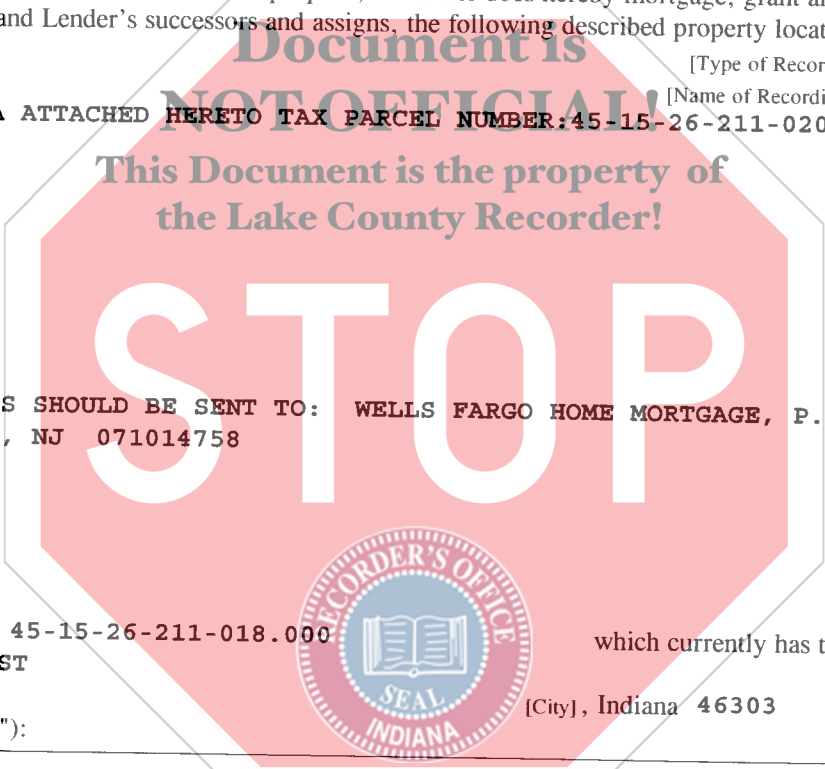 and Lender's successors and assigns, the following described property locat
Document is
[Type of Recor
[Name of Recordi
ATTACHED HERETO TAX PARCEL NUMBER:45-15-26-211-020
NOT OFFICIAL!
This Document is the property of
the Lake County Recorder!
STOP
S SHOULD BE SENT TO: WELLS FARGO HOME MORTGAGE, P.
, NJ 071014758
RECORDER'S OFFICE
SEAL
INDIANA
45-15-26-211-018.000
which currently has t
ST
[City], Indiana 46303
"):